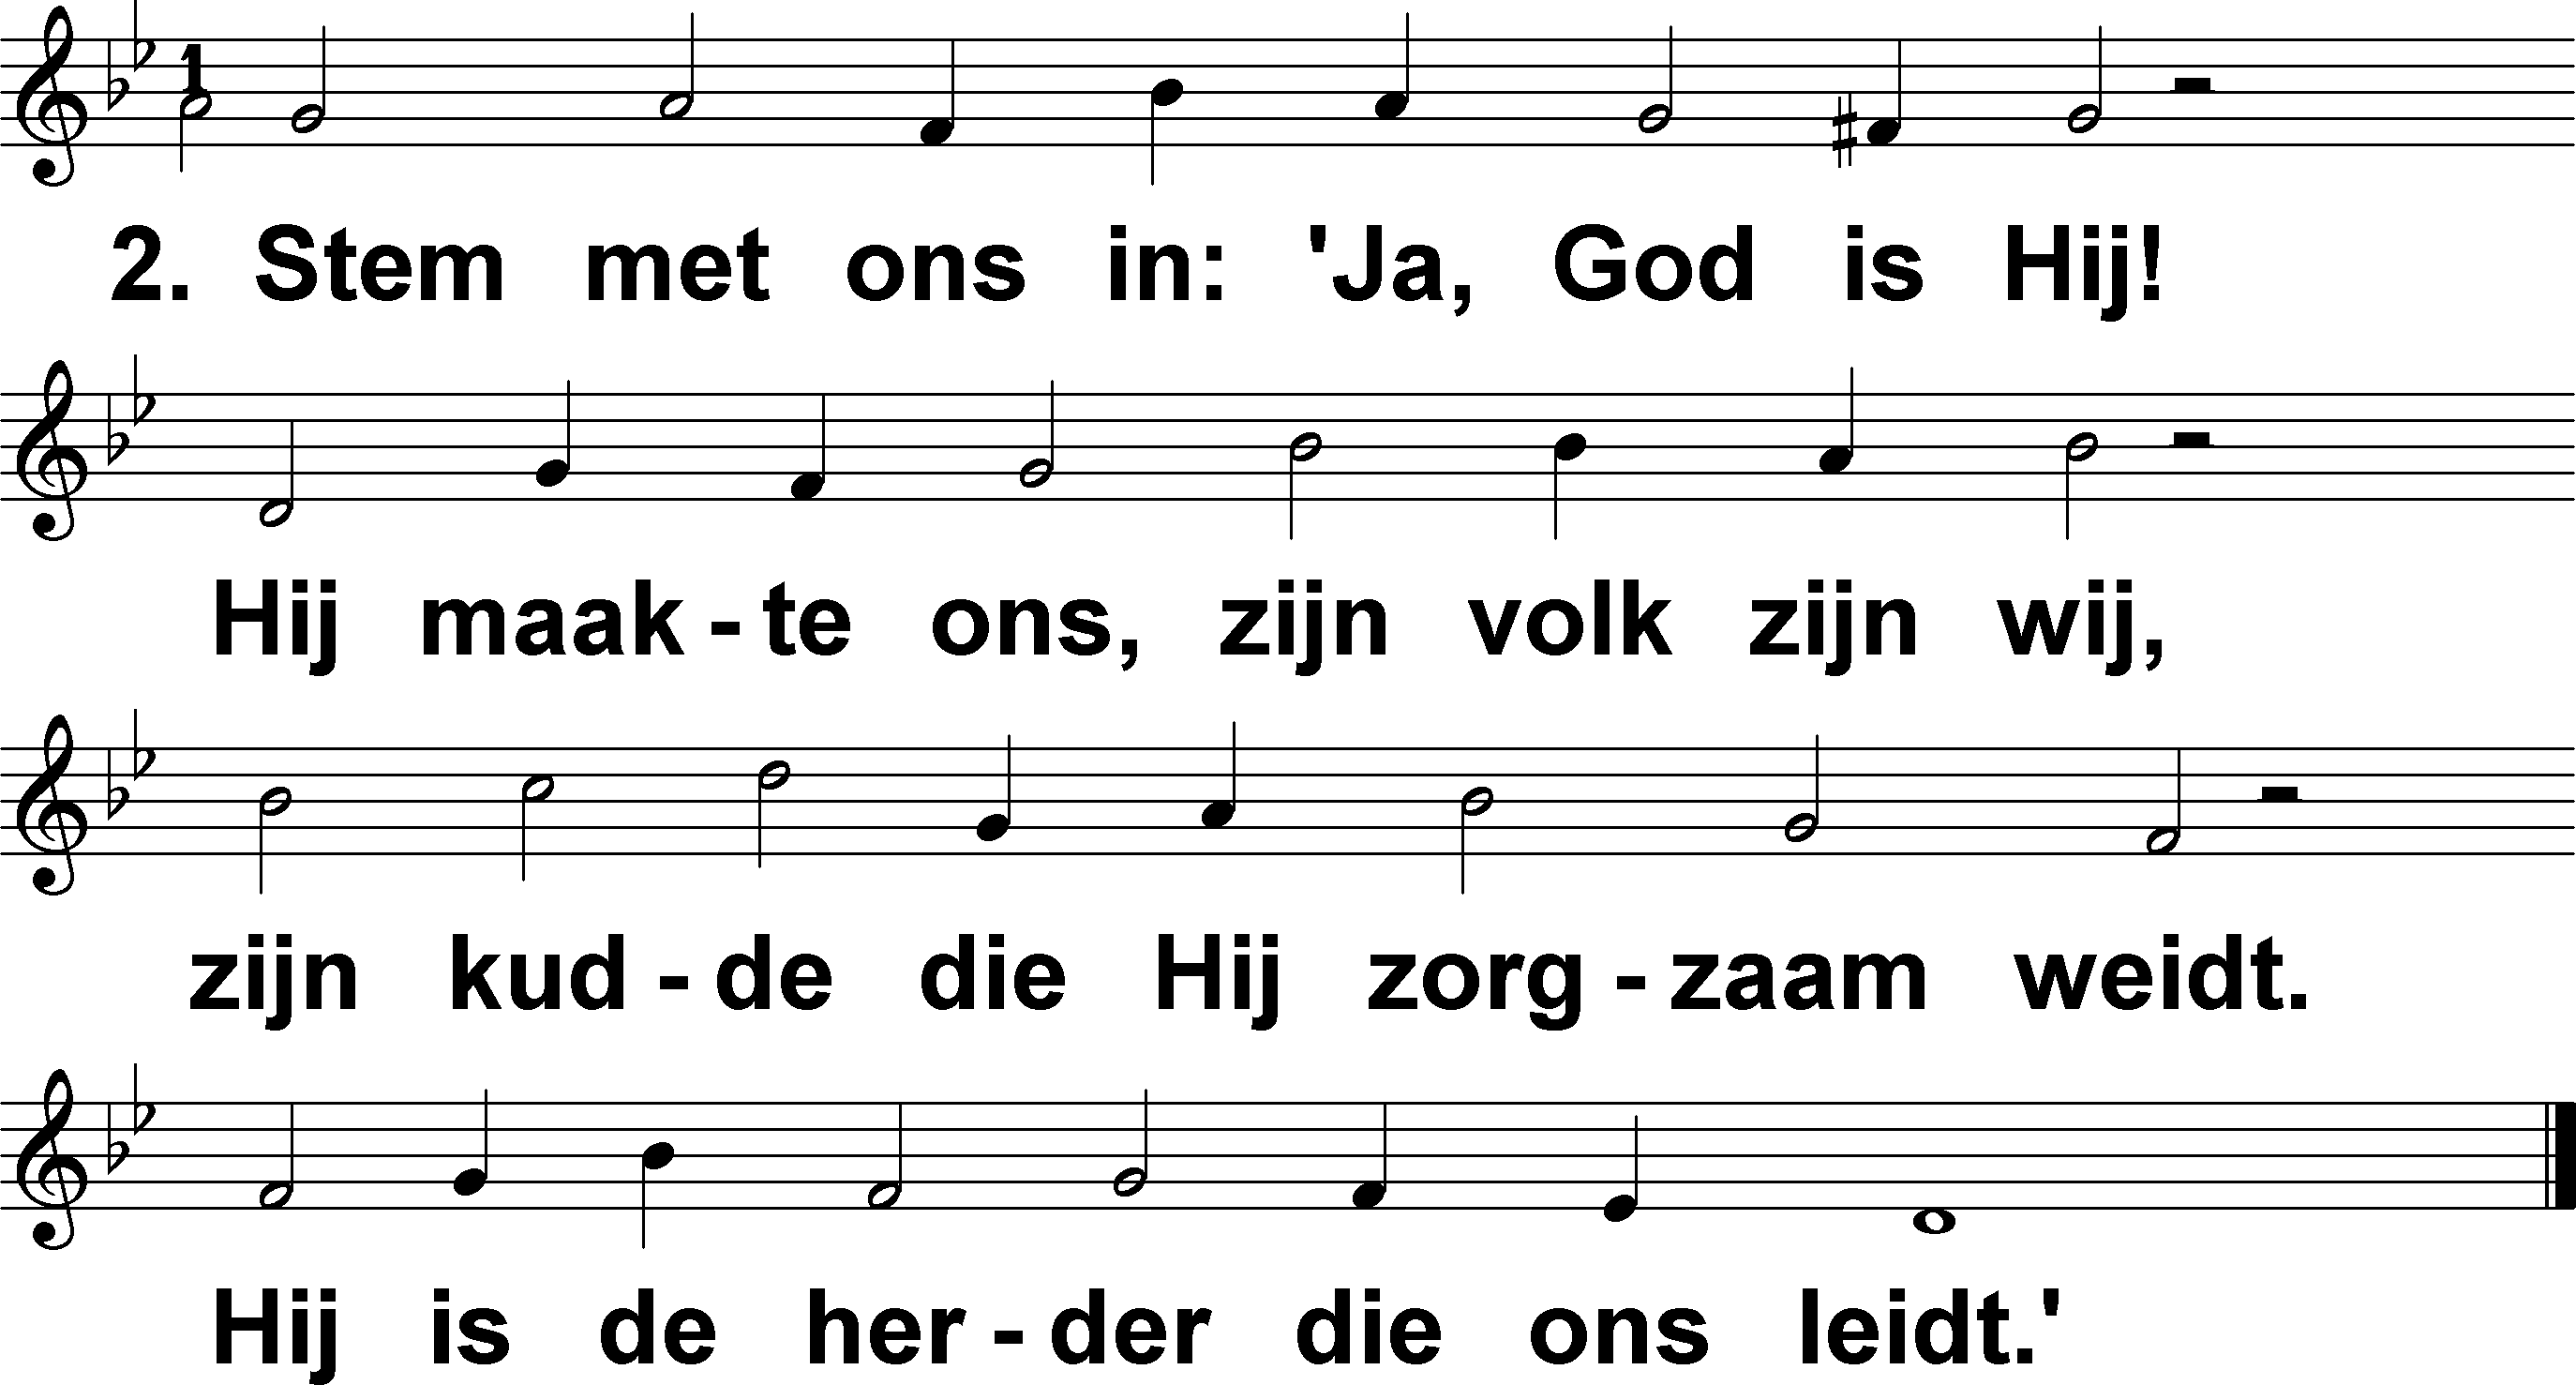 1
2. Stem met ons in: 'Ja, God is Hij!
Hij maak - te ons, zijn volk zijn wij,
zijn kud - de die Hij zorg - zaam weidt.
Hij is de her - der die ons leidt.'